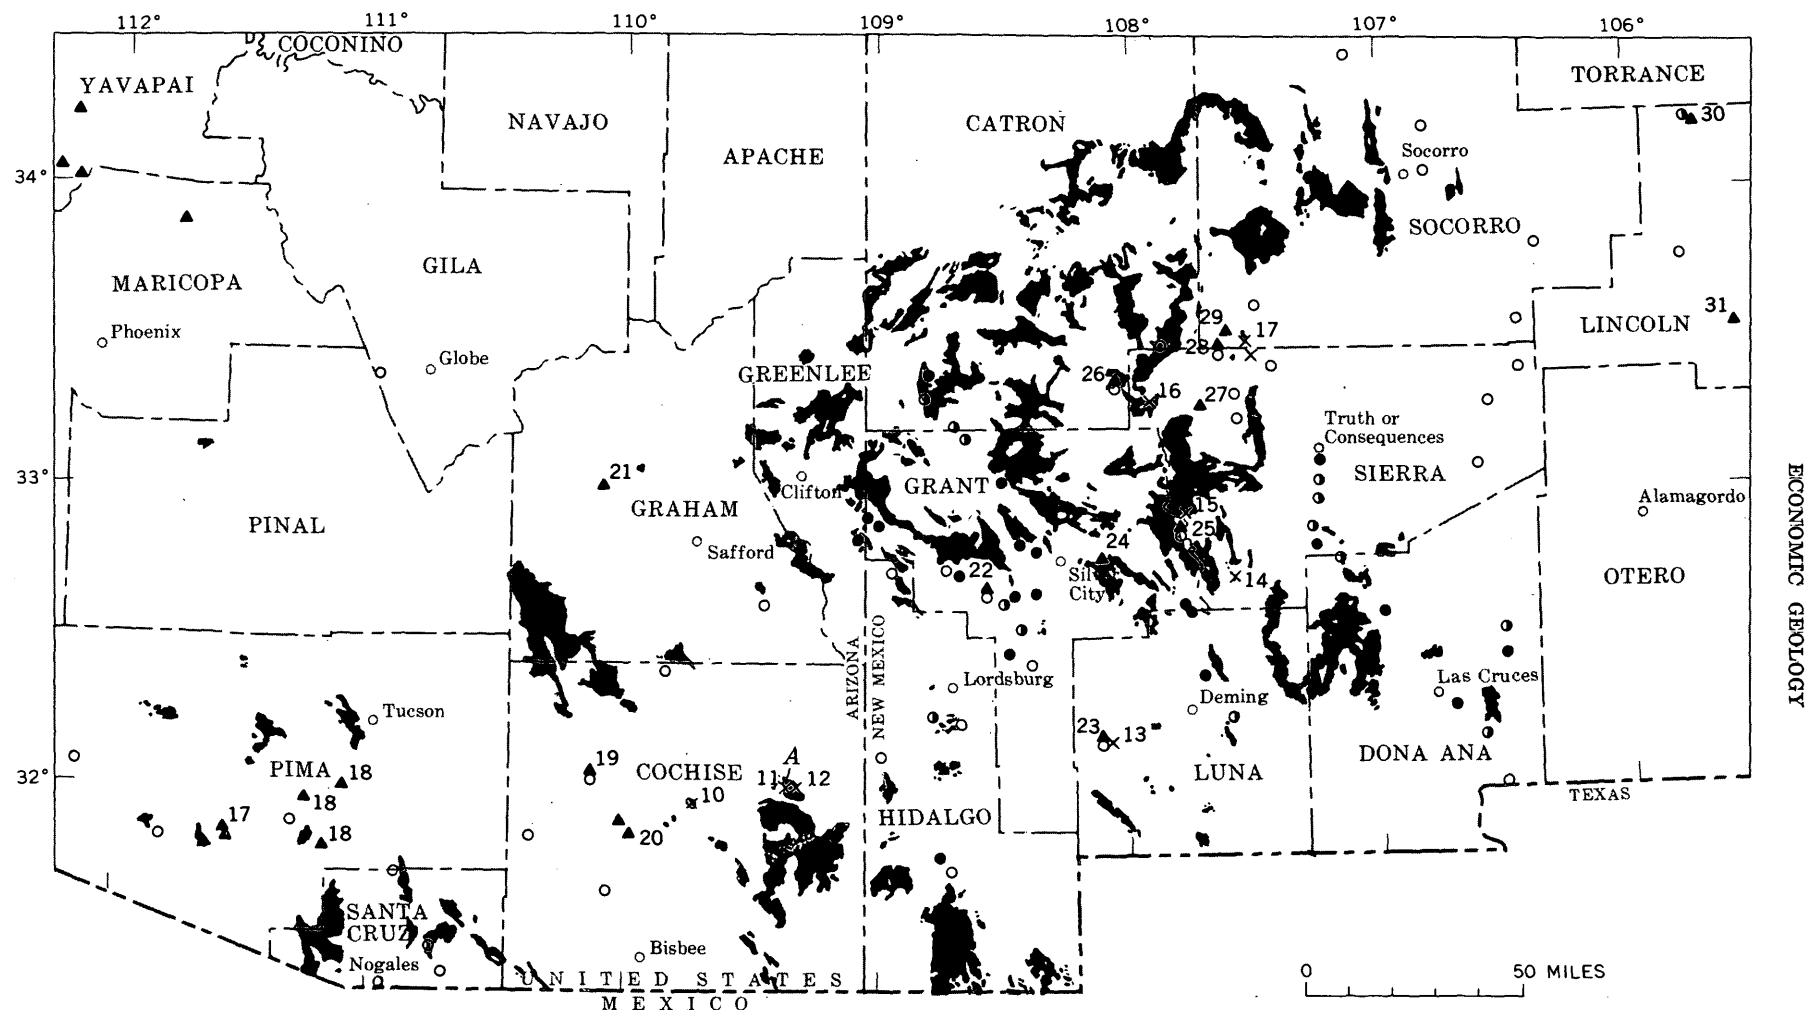 112° 111° 110° 109° 108° 107° 106°
COCONINO
YAVAPAI
TORRANCE
30
NAVAJO
CATRON
APACHE
Socorro
34°
SOCORRO
GILA
MARICOPA
31
29
17
LINCOLN
Phoenix
28
Globe
GREENLEE
26
16
27
Truth or
Consequences
21
33°
Clifton
GRANT
SIERRA
Alamagordo
GRAHAM
15
PINAL
25
24
Safford
22
Silver
City
14
OTERO
ARIZONA
NEW MEXICO
Lordsburg
Las Cruces
Deming
Tucson
23
13
DONA ANA
A
19
32°
PIMA
18
COCHISE
11
12
LUNA
TEXAS
10
18
17
HIDALGO
18
20
SANTA
CRUZ
Bisbee
Nogales
UNITED STATES
MEXICO
0 50 MILES
ECONOMIC GEOLOGY